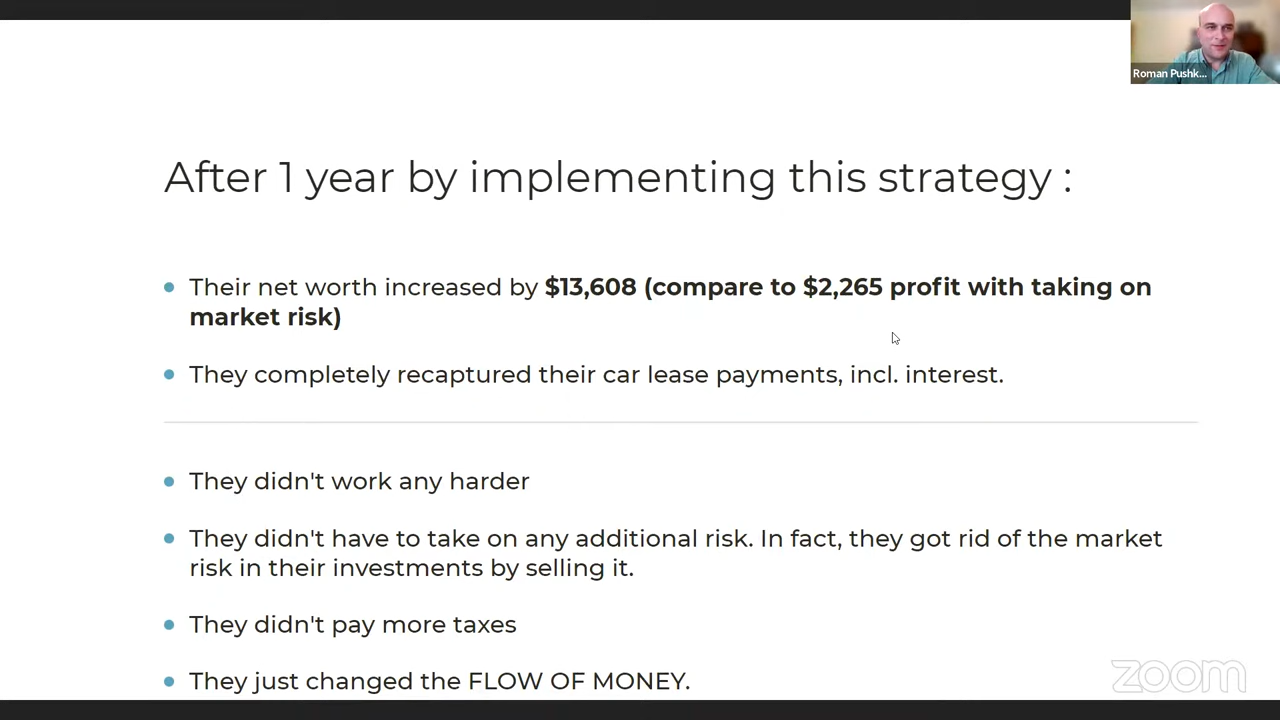 Roman Pushk...
After 1 year by implementing this strategy :
Their net worth increased by $13,608 (compare to $2,265 profit with taking on
market risk)
They completely recaptured their car lease payments, incl. interest.
They didn't work any harder
They didn't have to take on any additional risk. In fact, they got rid of the market
risk in their investments by selling it.
They didn't pay more taxes
They just changed the FLOW OF MONEY.
zoom